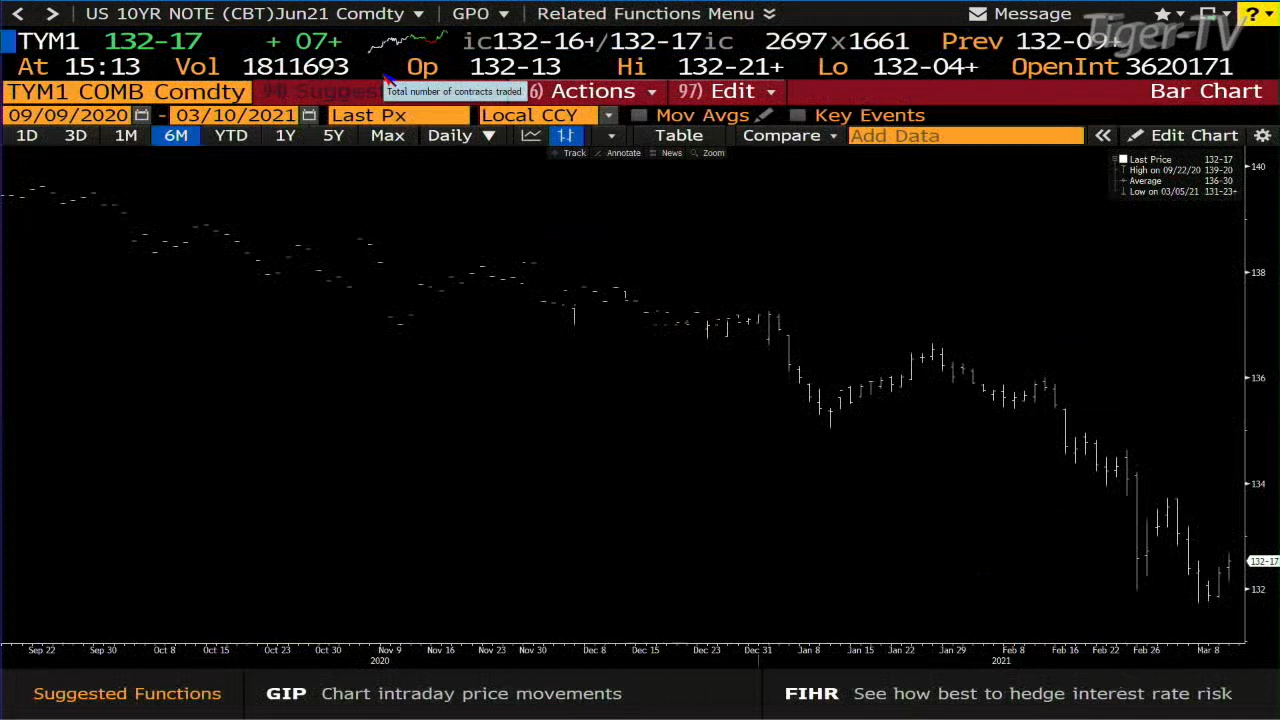 US 10YR NOTE (CBT)Jun21 Comdty GPO Related Functions Menu Message ?
Tiger-TV
TYM1 132-17 + 07+ ic132-16+/132-17ic 2697x1661 Prev 132-09+
At 15:13 Vol 1811693 Op 132-13 Hi 132-21+ Lo 132-04+ OpenInt 3620171
TYM1 COMB Comdty 94) Suggest Total number of contracts traded 6) Actions 97) Edit Bar Chart
09/09/2020 - 03/10/2021 Last Px Local CCY Mov Avgs Key Events
1D 3D 1M 6M YTD 1Y 5Y Max Daily Table Compare Add Data Edit Chart
Track Annotate News Zoom
Last Price 132-17
High on 09/22/20 139-20
Average 136-30
Low on 03/05/21 131-23+
140
138
136
134
132-17
132
Sep 22 Sep 30 Oct 8 Oct 15 Oct 23 Oct 30 Nov 9 Nov 16 Nov 23 Nov 30 Dec 8 Dec 15 Dec 23 Dec 31 Jan 8 Jan 15 Jan 22 Jan 29 Feb 8 Feb 16 Feb 22 Feb 26 Mar 8
2020 2021
Suggested Functions GIP Chart intraday price movements FIHR See how best to hedge interest rate risk